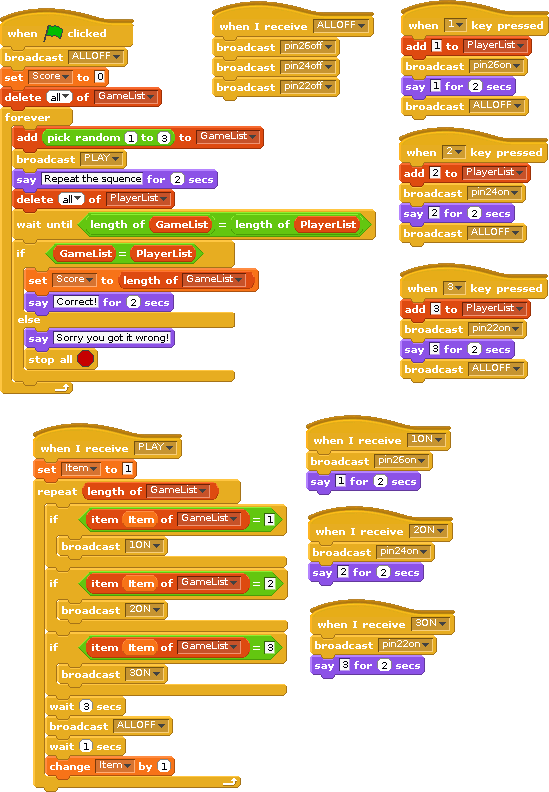 when clicked
broadcast ALLOFF
set Score to 0
delete all of GameList
forever
add pick random 1 to 3 to GameList
broadcast PLAY
say Repeat the squence for 2 secs
delete all of PlayerList
wait until length of GameList = length of PlayerList
if GameList = PlayerList
set Score to length of GameList
say Correct! for 2 secs
else
say Sorry you got it wrong!
stop all
when I receive ALLOFF
broadcast pin26off
broadcast pin24off
broadcast pin22off
when 1 key pressed
add 1 to PlayerList
broadcast pin26on
say 1 for 2 secs
broadcast ALLOFF
when 2 key pressed
add 2 to PlayerList
broadcast pin24on
say 2 for 2 secs
broadcast ALLOFF
when 3 key pressed
add 3 to PlayerList
broadcast pin22on
say 3 for 2 secs
broadcast ALLOFF
when I receive PLAY
set Item to 1
repeat length of GameList
if item Item of GameList = 1
broadcast 1ON
if item Item of GameList = 2
broadcast 2ON
if item Item of GameList = 3
broadcast 3ON
wait 3 secs
broadcast ALLOFF
wait 1 secs
change Item by 1
when I receive 1ON
broadcast pin26on
say 1 for 2 secs
when I receive 2ON
broadcast pin24on
say 2 for 2 secs
when I receive 3ON
broadcast pin22on
say 3 for 2 secs